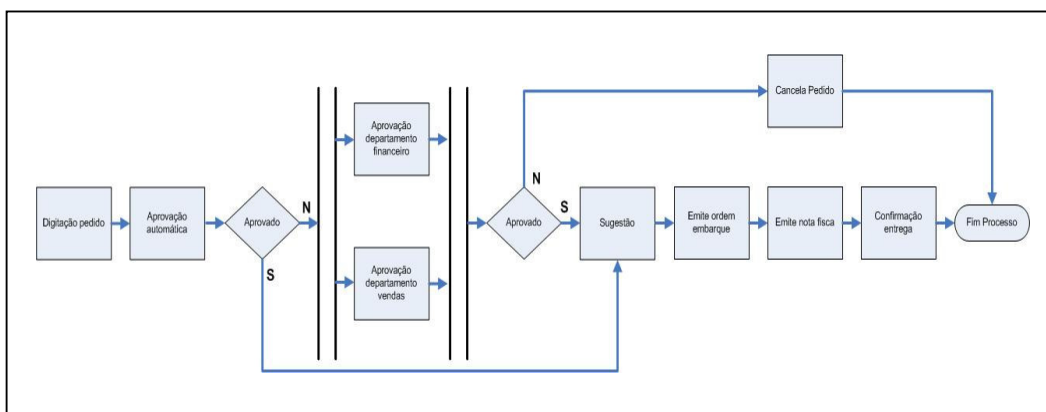 Digitação pedido
Aprovação
automática
Aprovado
N
S
Aprovação
departamento
financeiro
Aprovação
departamento
vendas
Aprovado
N
S
Cancela Pedido
Sugestão
Emite ordem
embarque
Emite nota fisca
Confirmação
entrega
Fim Processo